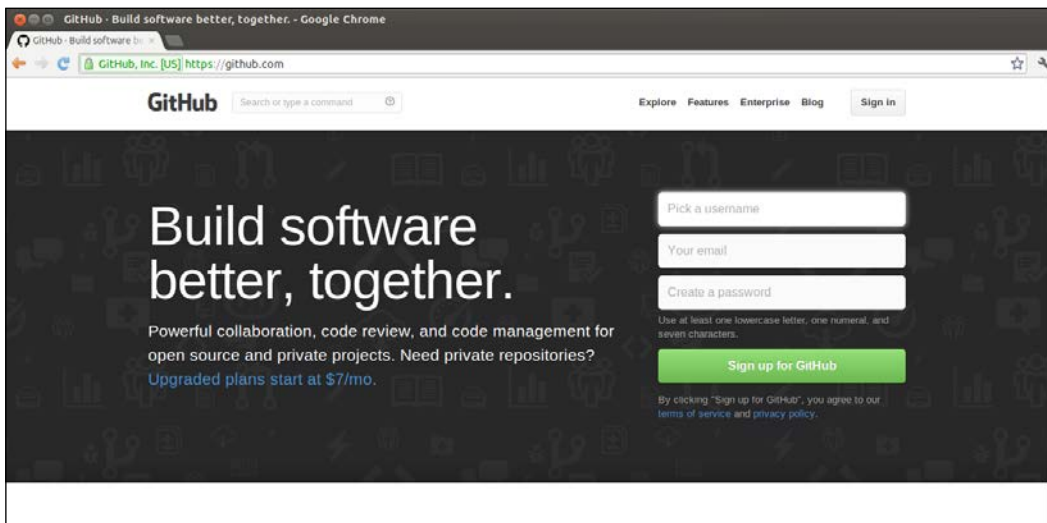 GitHub · Build software better, together. - Google Chrome
GitHub · Build software be
GitHub, Inc. [US] https://github.com
GitHub Search or type a command Explore Features Enterprise Blog Sign in
Build software
better, together.
Powerful collaboration, code review, and code management for
open source and private projects. Need private repositories?
Upgraded plans start at $7/mo.
Pick a username
Your email
Create a password
Use at least one lowercase letter, one numeral, and
seven characters.
Sign up for GitHub
By clicking "Sign up for GitHub", you agree to our
terms of service and privacy policy.